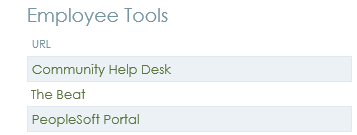 Employee Tools
URL
Community Help Desk
The Beat
PeopleSoft Portal